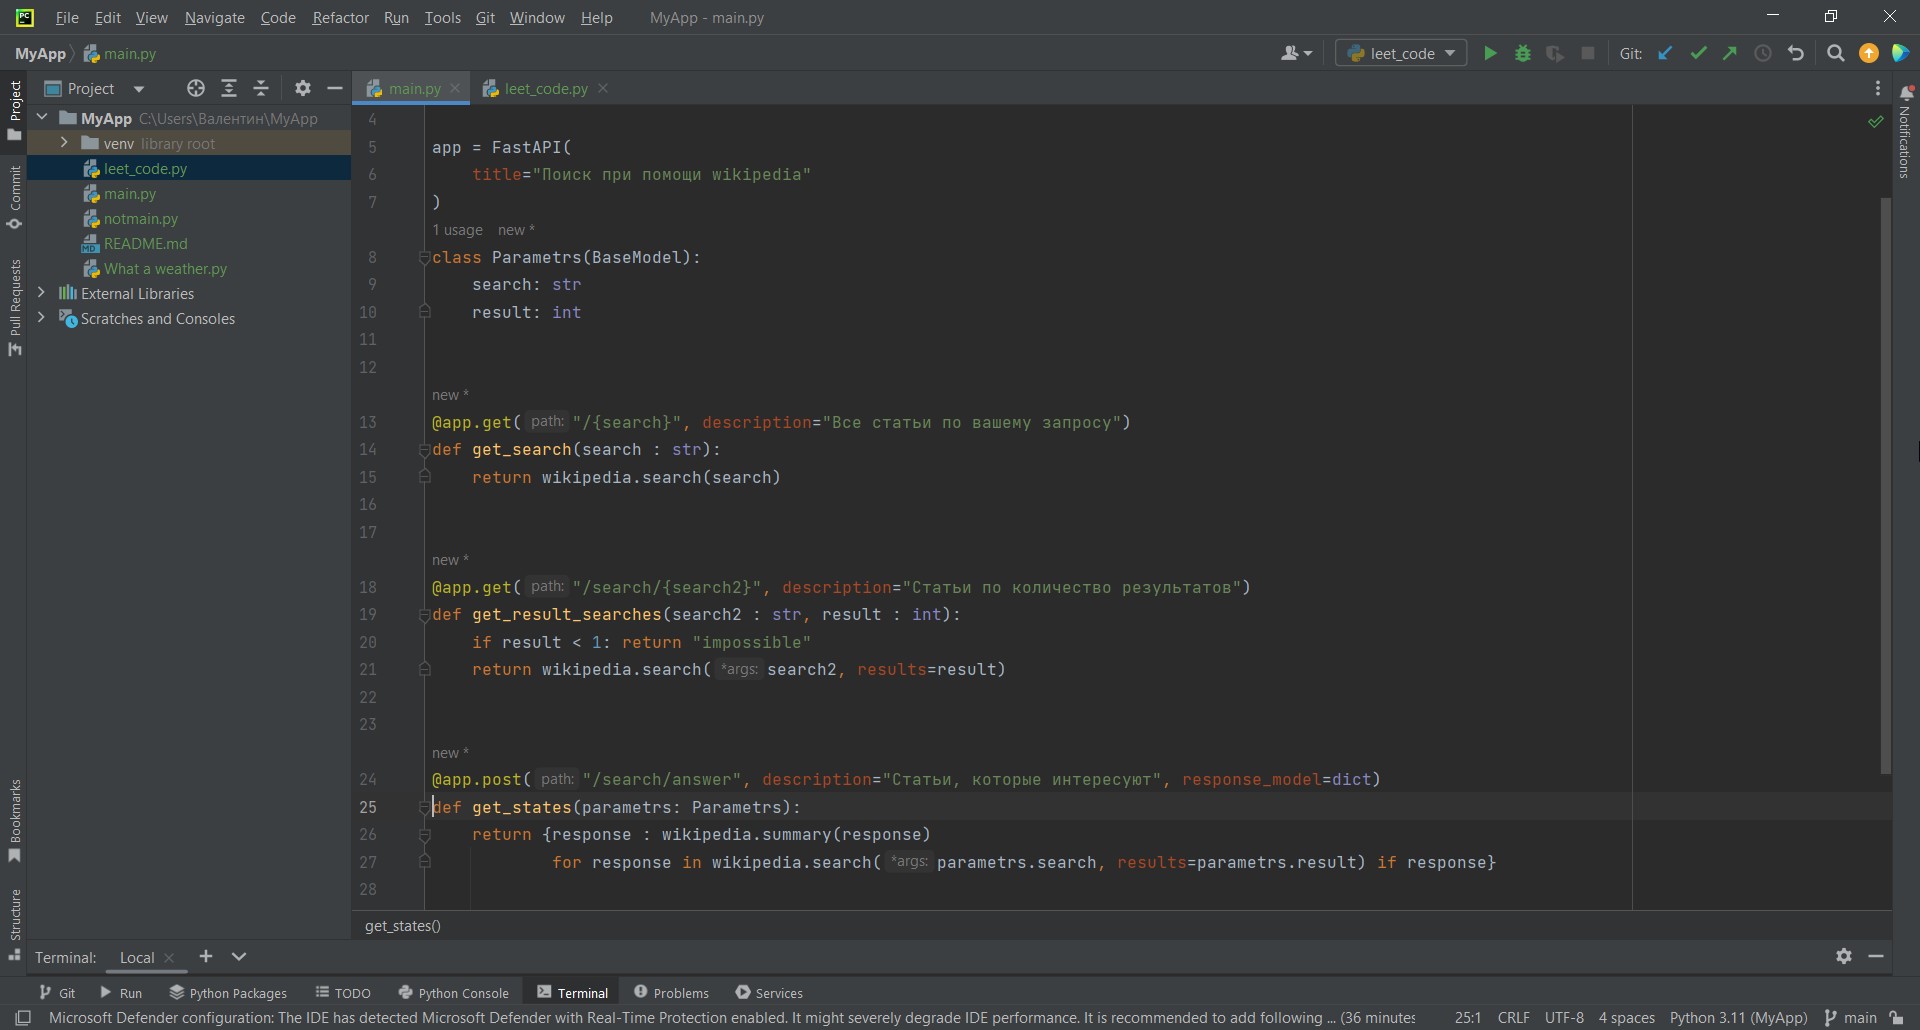 File Edit View Navigate Code Refactor Run Tools Git Window Help MyApp - main.py
MyApp main.py leet_code Git:
Project main.py leet_code.py
MyApp C:\Users\Валентин\MyApp
venv library root
leet_code.py
main.py
notmain.py
README.md
What a weather.py
External Libraries
Scratches and Consoles
Project
Commit
Pull Requests
Bookmarks
Structure
Notifications
4
5 app = FastAPI(
6 title="Поиск при помощи wikipedia"
7 )
1 usage new *
8 class Parametrs(BaseModel):
9 search: str
10 result: int
11
12
new *
13 @app.get( path: "/{search}", description="Все статьи по вашему запросу")
14 def get_search(search : str):
15 return wikipedia.search(search)
16
17
new *
18 @app.get( path: "/search/{search2}", description="Статьи по количество результатов")
19 def get_result_searches(search2 : str, result : int):
20 if result < 1: return "impossible"
21 return wikipedia.search( *args: search2, results=result)
22
23
new *
24 @app.post( path: "/search/answer", description="Статьи, которые интересуют", response_model=dict)
25 def get_states(parametrs: Parametrs):
26 return {response : wikipedia.summary(response)
27 for response in wikipedia.search( *args: parametrs.search, results=parametrs.result) if response}
28
get_states()
Terminal: Local
Git Run Python Packages TODO Python Console Terminal Problems Services
Microsoft Defender configuration: The IDE has detected Microsoft Defender with Real-Time Protection enabled. It might severely degrade IDE performance. It is recommended to add following ... (36 minutes 25:1 CRLF UTF-8 4 spaces Python 3.11 (MyApp) main